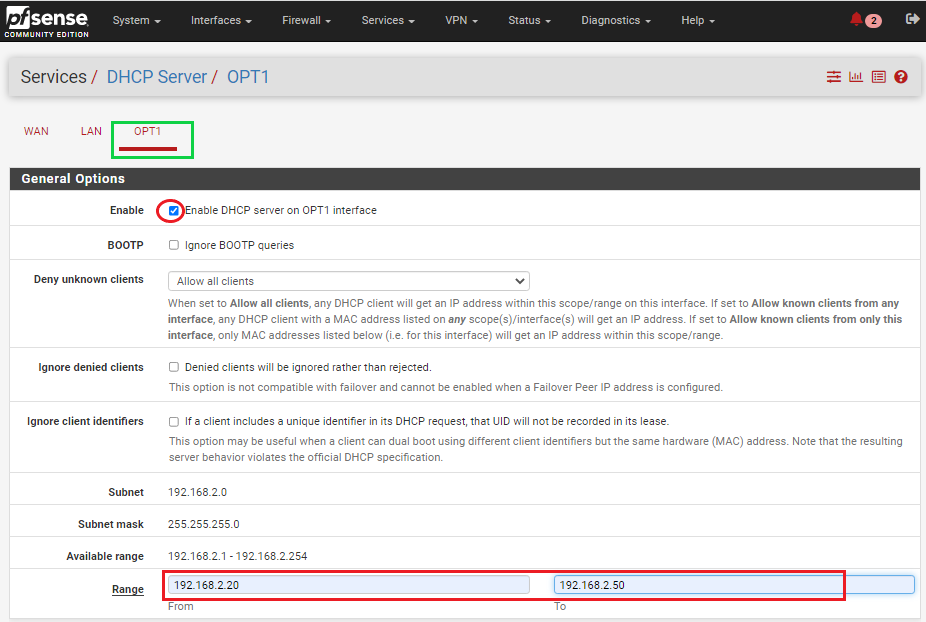 pfsense
COMMUNITY EDITION
System Interfaces Firewall Services VPN Status Diagnostics Help 2
Services / DHCP Server / OPT1
WAN LAN OPT1
General Options
Enable Enable DHCP server on OPT1 interface
BOOTP Ignore BOOTP queries
Deny unknown clients Allow all clients
When set to Allow all clients, any DHCP client will get an IP address within this scope/range on this interface. If set to Allow known clients from any
interface, any DHCP client with a MAC address listed on any scope(s)/interface(s) will get an IP address. If set to Allow known clients from only this
interface, only MAC addresses listed below (i.e. for this interface) will get an IP address within this scope/range.
Ignore denied clients Denied clients will be ignored rather than rejected.
This option is not compatible with failover and cannot be enabled when a Failover Peer IP address is configured.
Ignore client identifiers If a client includes a unique identifier in its DHCP request, that UID will not be recorded in its lease.
This option may be useful when a client can dual boot using different client identifiers but the same hardware (MAC) address. Note that the resulting
server behavior violates the official DHCP specification.
Subnet 192.168.2.0
Subnet mask 255.255.255.0
Available range 192.168.2.1 - 192.168.2.254
Range 192.168.2.20 192.168.2.50
From To